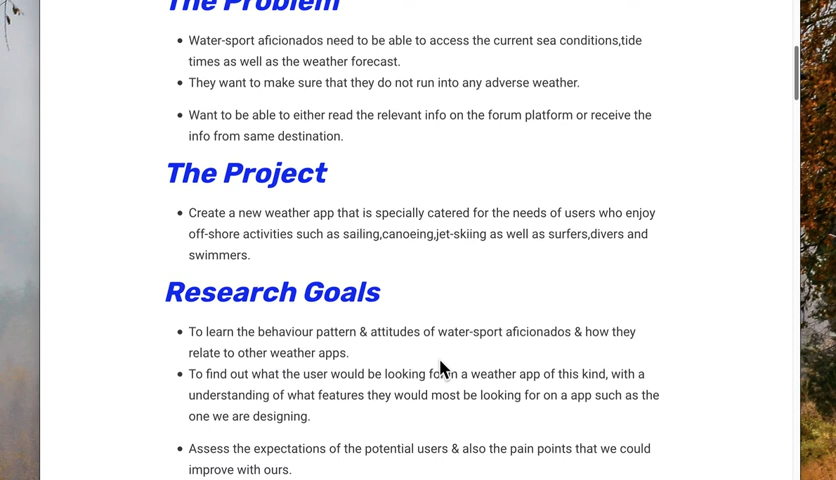 The Problem
Water-sport aficionados need to be able to access the current sea conditions,tide
times as well as the weather forecast.
They want to make sure that they do not run into any adverse weather.
Want to be able to either read the relevant info on the forum platform or receive the
info from same destination.
The Project
Create a new weather app that is specially catered for the needs of users who enjoy
off-shore activities such as sailing,canoeing,jet-skiing as well as surfers,divers and
swimmers.
Research Goals
To learn the behaviour pattern & attitudes of water-sport aficionados & how they
relate to other weather apps.
To find out what the user would be looking for in a weather app of this kind, with a
understanding of what features they would most be looking for on a app such as the
one we are designing.
Assess the expectations of the potential users & also the pain points that we could
improve with ours.